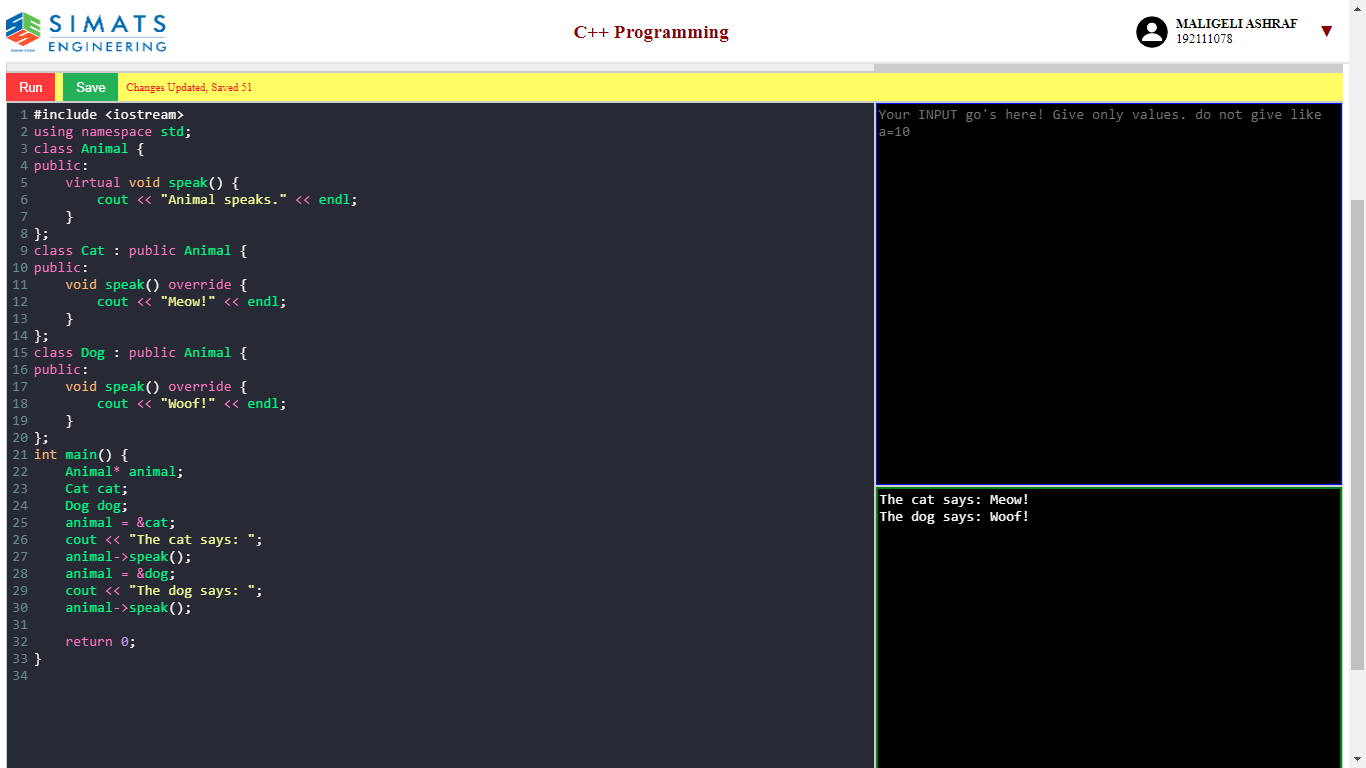 SIMATS
ENGINEERING
C++ Programming
MALIGELI ASHRAF
192111078
▼
Run
Save
Changes Updated, Saved 51
1 #include <iostream>
2 using namespace std;
3 class Animal {
4 public:
5     virtual void speak() {
6         cout << "Animal speaks." << endl;
7     }
8 };
9 class Cat : public Animal {
10 public:
11     void speak() override {
12         cout << "Meow!" << endl;
13     }
14 };
15 class Dog : public Animal {
16 public:
17     void speak() override {
18         cout << "Woof!" << endl;
19     }
20 };
21 int main() {
22     Animal* animal;
23     Cat cat;
24     Dog dog;
25     animal = &cat;
26     cout << "The cat says: ";
27     animal->speak();
28     animal = &dog;
29     cout << "The dog says: ";
30     animal->speak();
31
32     return 0;
33 }
34
Your INPUT go's here! Give only values. do not give like
a=10
The cat says: Meow!
The dog says: Woof!